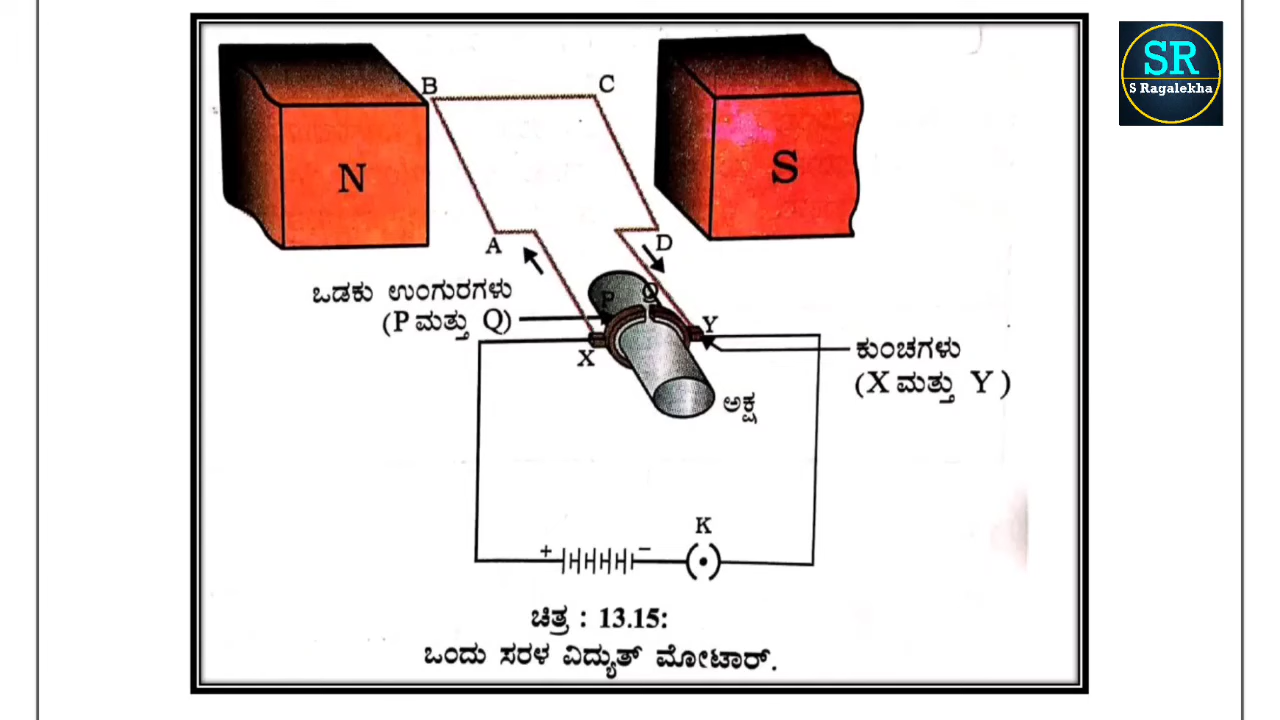 SR
S Ragalekha
B
C
N
S
A
D
ಒಡಕು ಉಂಗುರಗಳು
(P ಮತ್ತು Q)
P
Q
X
Y
ಕುಂಚಗಳು
(X ಮತ್ತು Y )
ಅಕ್ಷ
K
+
−
ಚಿತ್ರ : 13.15:
ಒಂದು ಸರಳ ವಿದ್ಯುತ್ ಮೋಟಾರ್.